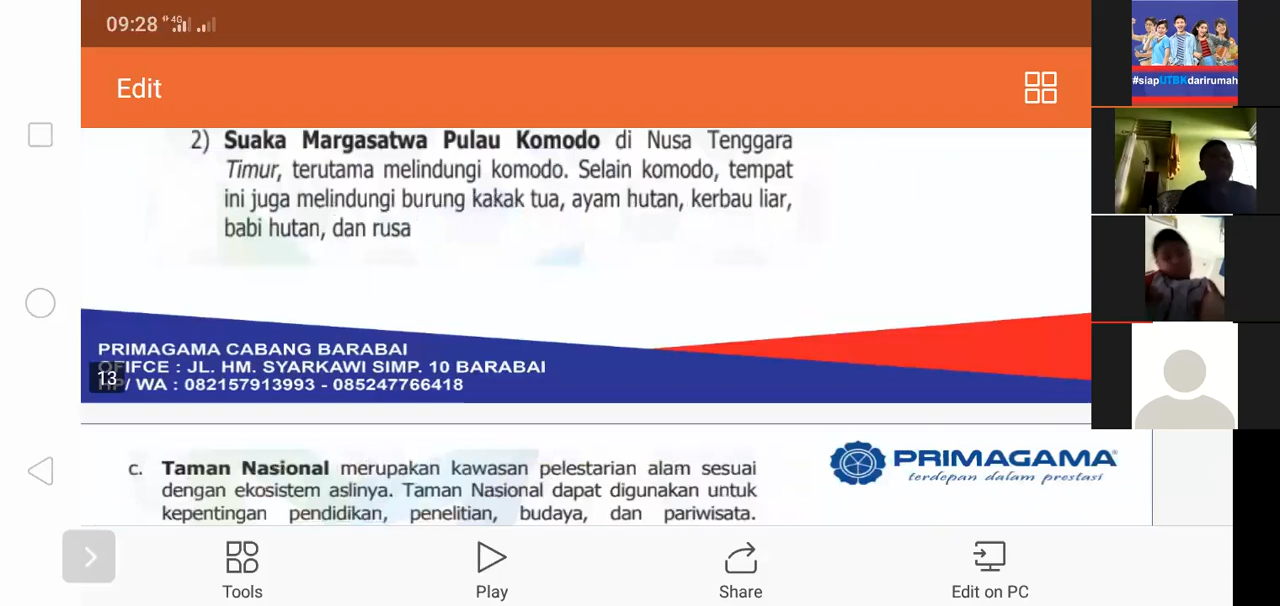 09:28 4G
Edit
#siapUTBKdarirumah
2) Suaka Margasatwa Pulau Komodo di Nusa Tenggara
Timur, terutama melindungi komodo. Selain komodo, tempat
ini juga melindungi burung kakak tua, ayam hutan, kerbau liar,
babi hutan, dan rusa
PRIMAGAMA CABANG BARABAI
OFIFCE : JL. HM. SYARKAWI SIMP. 10 BARABAI
13
/ WA : 082157913993 - 085247766418
c. Taman Nasional merupakan kawasan pelestarian alam sesuai
dengan ekosistem aslinya. Taman Nasional dapat digunakan untuk
kepentingan pendidikan, penelitian, budaya, dan pariwisata.
PRIMAGAMA
terdepan dalam prestasi
Tools Play Share Edit on PC